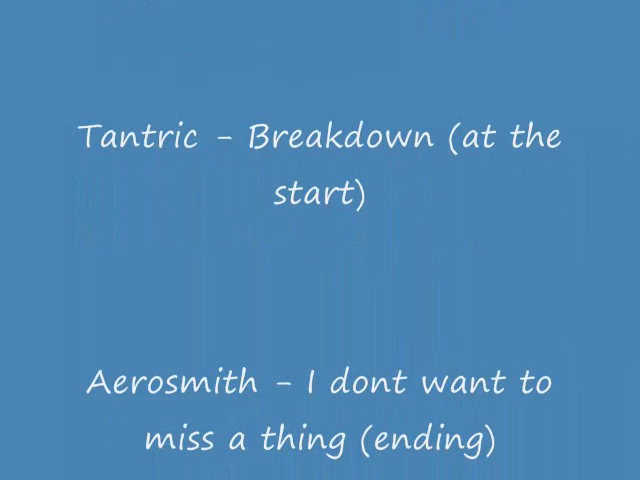 Tantric - Breakdown (at the
start)
Aerosmith - I dont want to
miss a thing (ending)